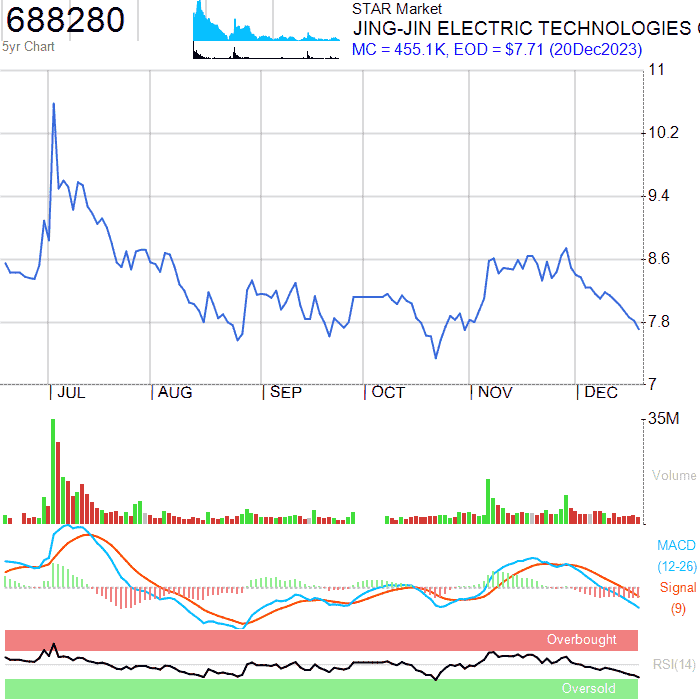 688280
5yr Chart
STAR Market
JING-JIN ELECTRIC TECHNOLOGIES
MC = 455.1K, EOD = $7.71 (20Dec2023)
11
10.2
9.4
8.6
7.8
7
JUL AUG SEP OCT NOV DEC
35M
Volume
MACD
(12-26)
Signal
(9)
Overbought
RSI(14)
Oversold